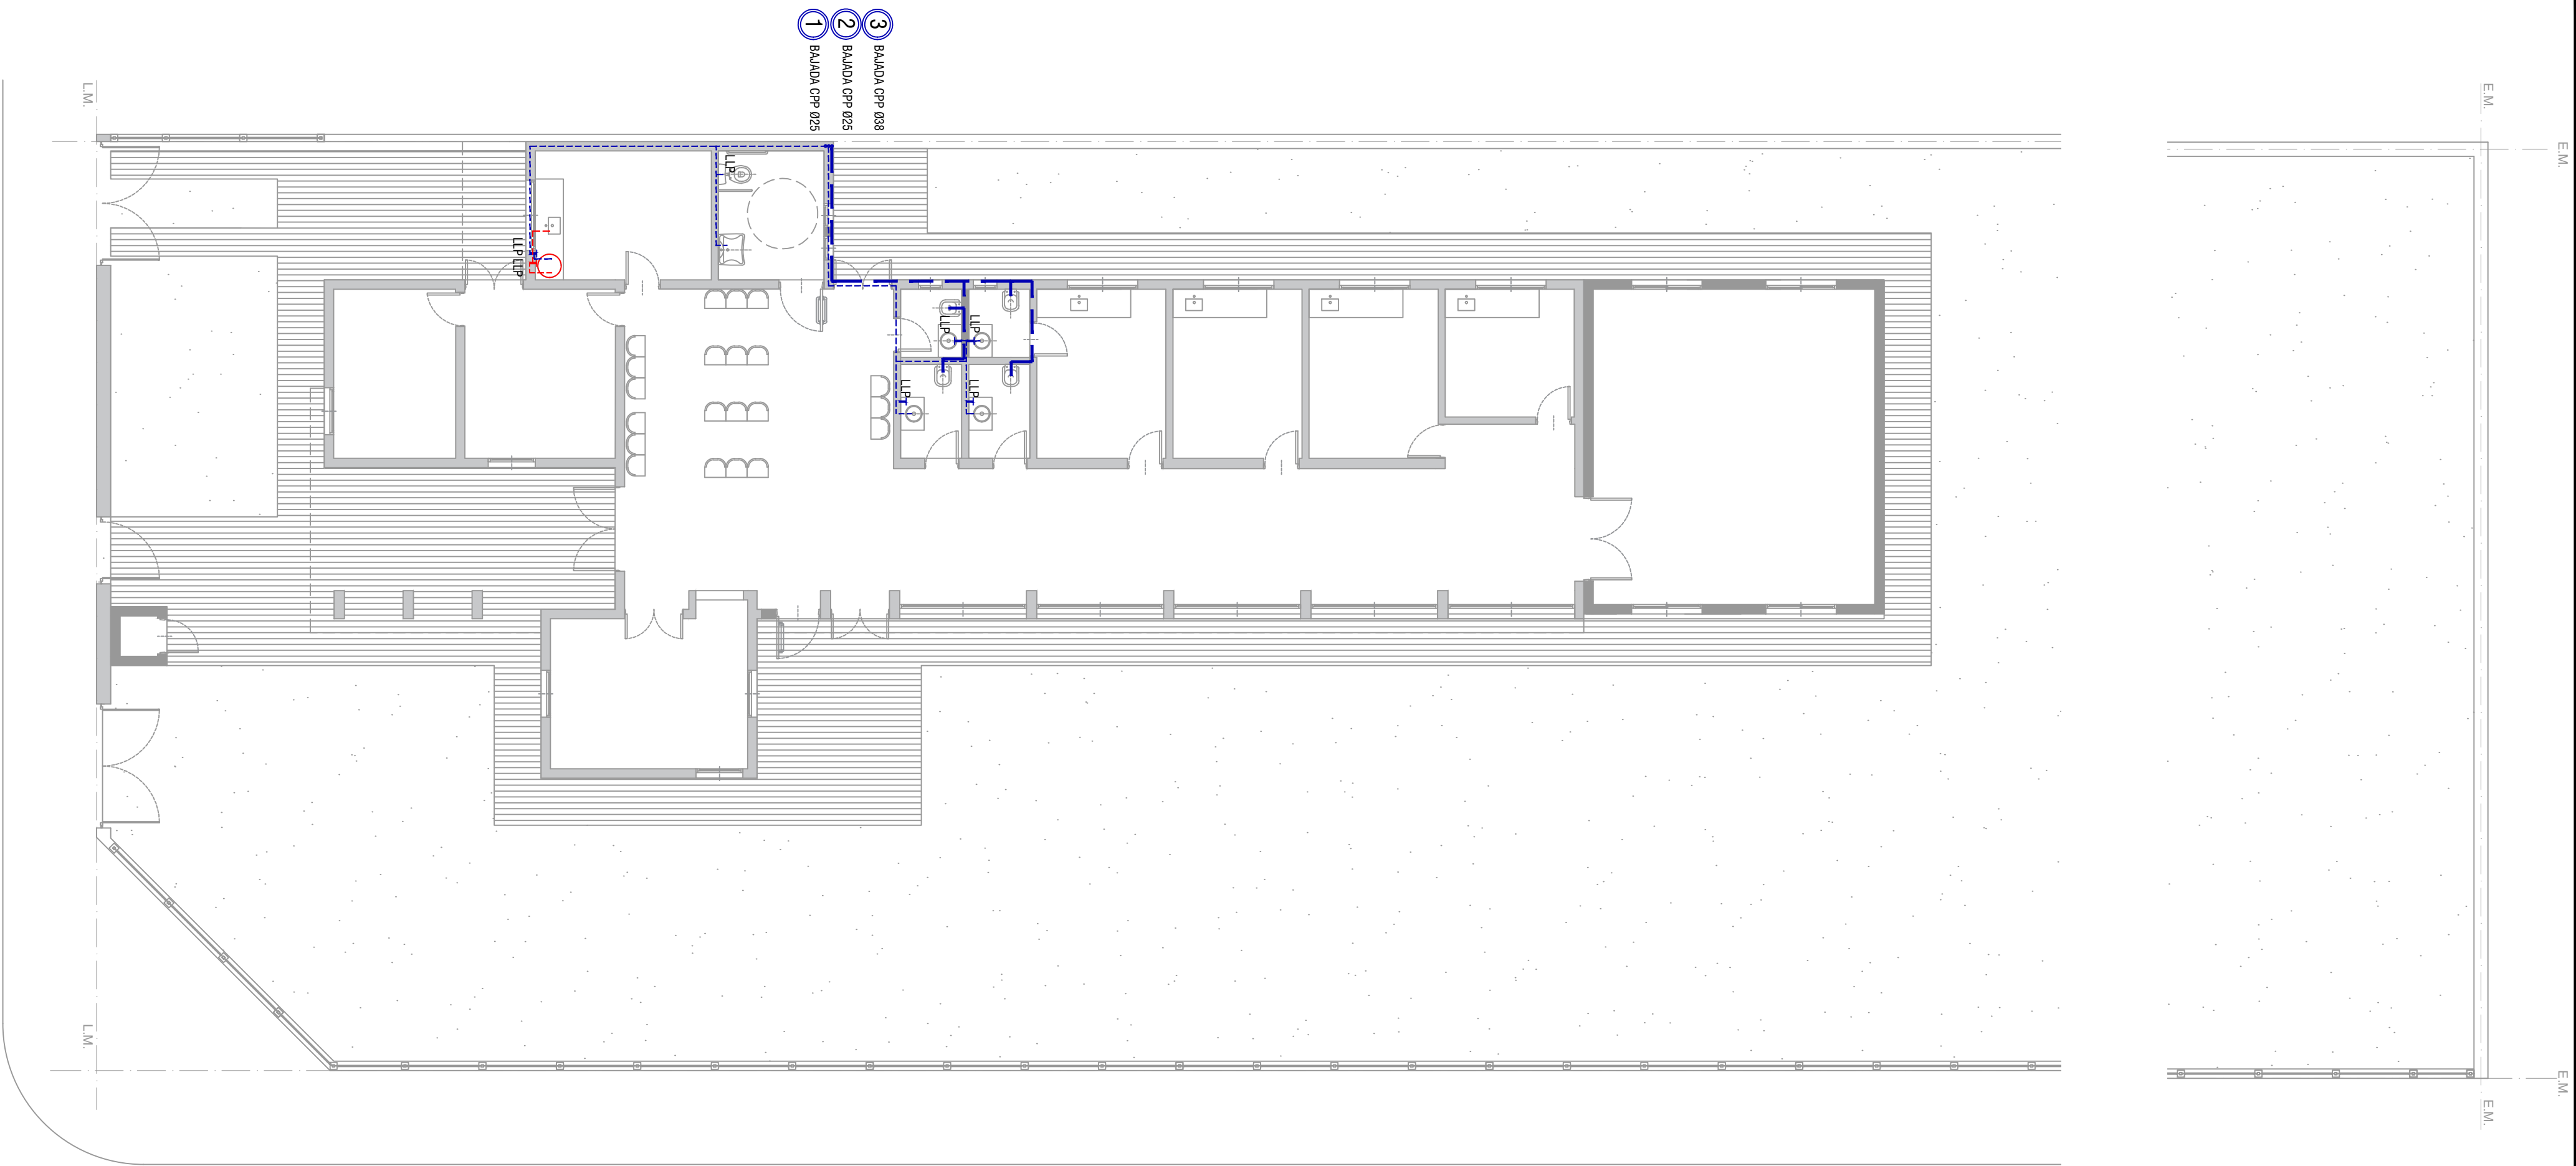 3 BAJADA CPP Ø38
2 BAJADA CPP Ø25
1 BAJADA CPP Ø25
L.M.
E.M.
E.M.
LLP
LLP LLP
LLP
LLP
LLP
LLP
L.M.
E.M.
E.M.